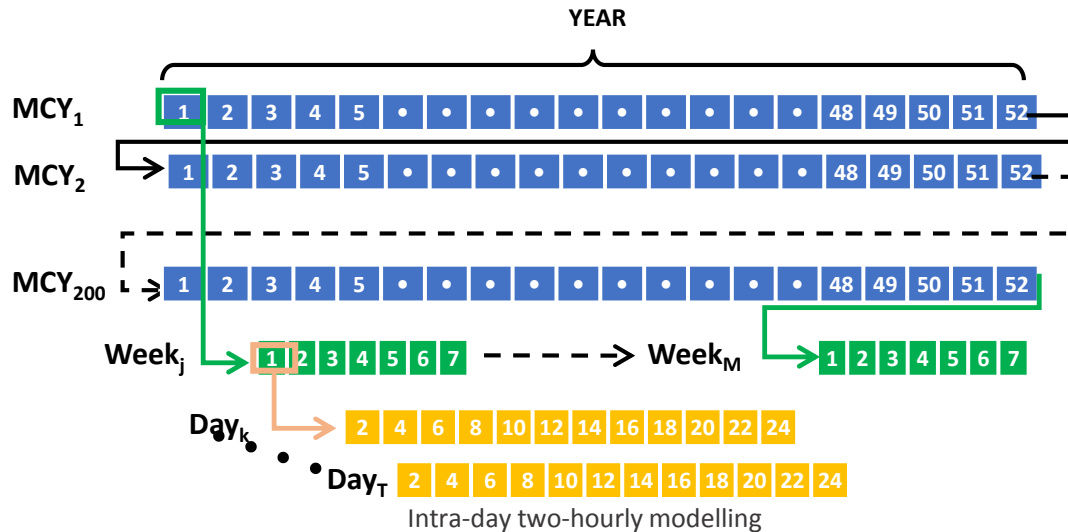 YEAR
MCY1 1 2 3 4 5 • • • • • • • • • • 48 49 50 51 52
MCY2 1 2 3 4 5 • • • • • • • • • • 48 49 50 51 52
MCY200 1 2 3 4 5 • • • • • • • • • • 48 49 50 51 52
Weekj 1 2 3 4 5 6 7 WeekM 1 2 3 4 5 6 7
Dayk 2 4 6 8 10 12 14 16 18 20 22 24
DayT 2 4 6 8 10 12 14 16 18 20 22 24
Intra-day two-hourly modelling